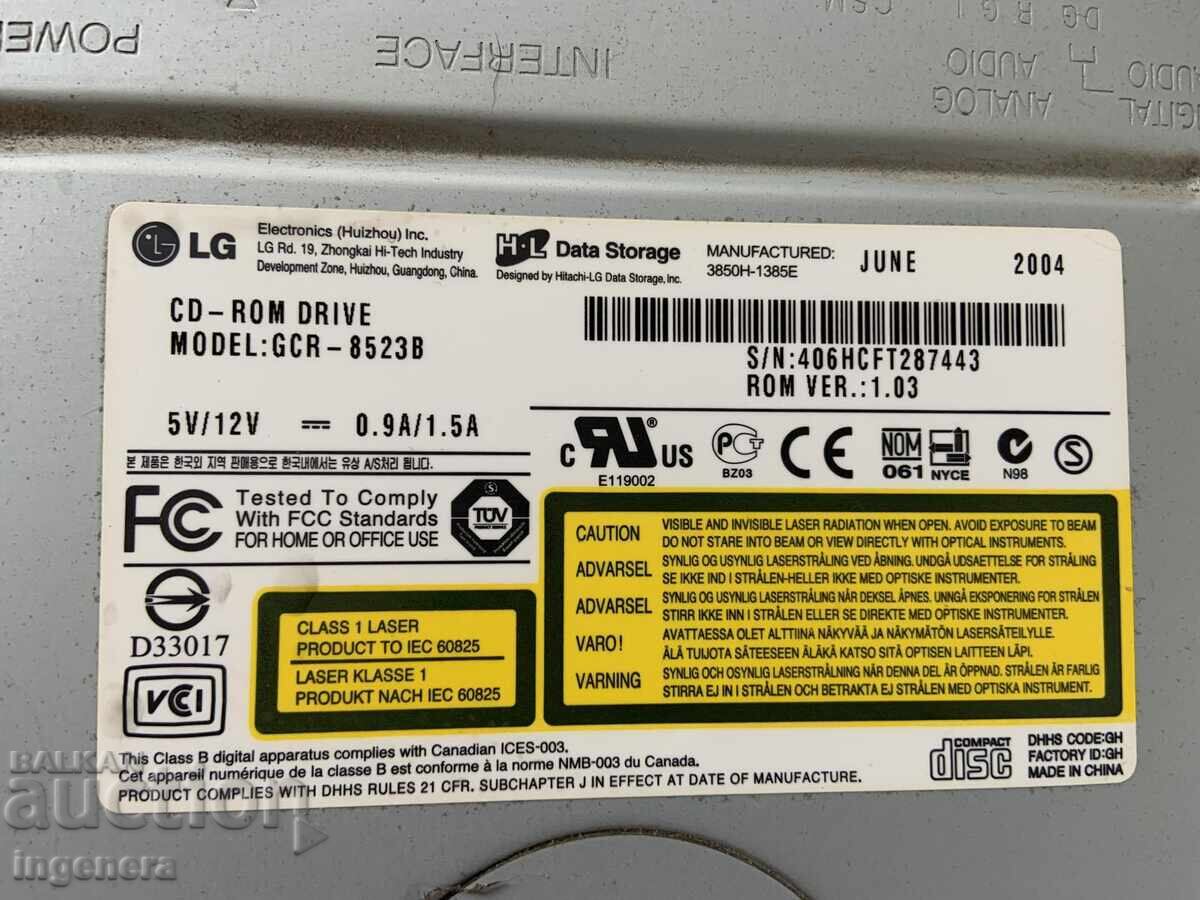 POWER
INTERFACE
DIGITAL ANALOG
AUDIO AUDIO
D-G R G L CSM
LG
Electronics (Huizhou) Inc.
LG Rd. 19, Zhongkai Hi-Tech Industry
Development Zone, Huizhou, Guangdong, China.
H·L Data Storage
Designed by Hitachi-LG Data Storage, Inc.
MANUFACTURED:
3850H-1385E
JUNE 2004
CD-ROM DRIVE
MODEL:GCR-8523B
S/N:406HCFT287443
ROM VER.:1.03
5V/12V 0.9A/1.5A
본 제품은 한국외 지역 판매용으로 한국내에서는 유상 A/S처리 됩니다.
C RU US
E119002
PCT
BZ03
CE
NOM
061 NYCE
N98
S
FC
Tested To Comply
With FCC Standards
FOR HOME OR OFFICE USE
S
TÜV
PRODUCT SERVICE
D33017
VCI
CLASS 1 LASER
PRODUCT TO IEC 60825
LASER KLASSE 1
PRODUKT NACH IEC 60825
CAUTION VISIBLE AND INVISIBLE LASER RADIATION WHEN OPEN. AVOID EXPOSURE TO BEAM
DO NOT STARE INTO BEAM OR VIEW DIRECTLY WITH OPTICAL INSTRUMENTS.
ADVARSEL SYNLIG OG USYNLIG LASERSTRÅLING VED ÅBNING. UNDGÅ UDSAETTELSE FOR STRÅLING
SE IKKE IND I STRÅLEN-HELLER IKKE MED OPTISKE INSTRUMENTER.
ADVARSEL SYNLIG OG USYNLIG LASERSTRÅLING NÅR DEKSEL ÅPNES. UNNGÅ EKSPONERING FOR STRÅLEN
STIRR IKKE INN I STRÅLEN ELLER SE DIREKTE MED OPTISKE INSTRUMENTER.
VARO! AVATTAESSA OLET ALTTIINA NÄKYVÄÄ JA NÄKYMÄTÖN LASERSÄTEILYLLE.
ÄLÄ TUIJOTA SÄTEESEEN ÄLÄKÄ KATSO SITÄ OPTISEN LAITTEEN LÄPI.
VARNING SYNLIG OCH OSYNLIG LASERSTRÅLNING NÄR DENNA DEL ÄR ÖPPNAD. STRÅLEN ÄR FARLIG
STIRRA EJ IN I STRÅLEN OCH BETRAKTA EJ STRÅLEN MED OPTISKA INSTRUMENT.
This Class B digital apparatus complies with Canadian ICES-003.
Cet appareil numérique de la classe B est conforme à la norme NMB-003 du Canada.
PRODUCT COMPLIES WITH DHHS RULES 21 CFR. SUBCHAPTER J IN EFFECT AT DATE OF MANUFACTURE.
COMPACT
disc
DHHS CODE:GH
FACTORY ID:GH
MADE IN CHINA
BALKAN
auction
ingenera